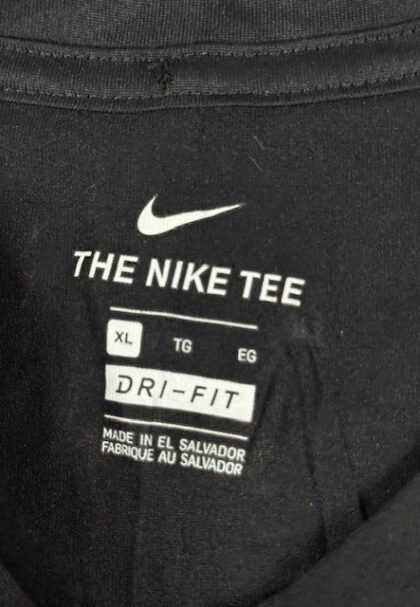 THE NIKE TEE
XL TG EG
DRI-FIT
MADE IN EL SALVADOR
FABRIQUE AU SALVADOR